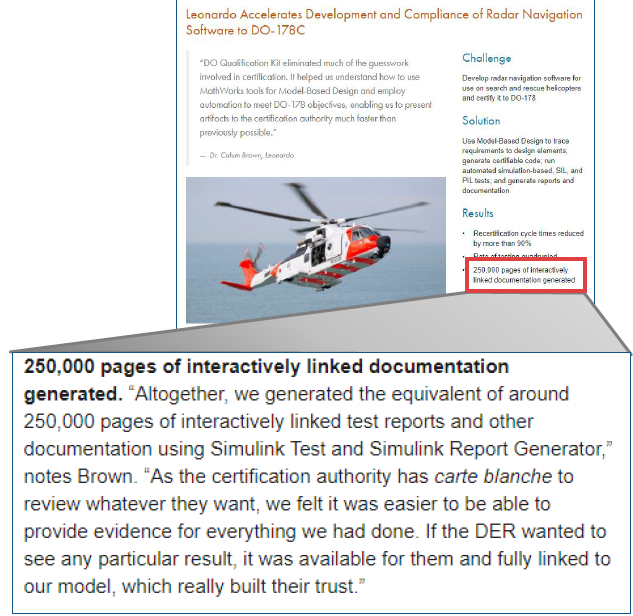 Leonardo Accelerates Development and Compliance of Radar Navigation
Software to DO-178C
“DO Qualification Kit eliminated much of the guesswork
involved in certification. It helped us understand how to use
MathWorks tools for Model-Based Design and employ
automation to meet DO-178 objectives, enabling us to present
artifacts to the certification authority much faster than
previously possible.”
— Dr. Calum Brown, Leonardo
Challenge
Develop radar navigation software for
use on search and rescue helicopters
and certify it to DO-178
Solution
Use Model-Based Design to trace
requirements to design elements;
generate certifiable code; run
automated simulation-based, SIL, and
PIL tests; and generate reports and
documentation
Results
• Recertification cycle times reduced
by more than 90%
Rate of testing quadrupled
250,000 pages of interactively
linked documentation generated
250,000 pages of interactively linked documentation
generated. “Altogether, we generated the equivalent of around
250,000 pages of interactively linked test reports and other
documentation using Simulink Test and Simulink Report Generator,”
notes Brown. “As the certification authority has carte blanche to
review whatever they want, we felt it was easier to be able to
provide evidence for everything we had done. If the DER wanted to
see any particular result, it was available for them and fully linked to
our model, which really built their trust.”